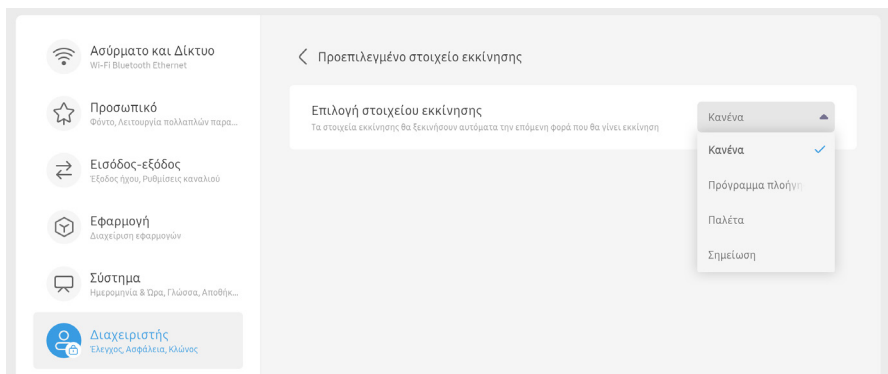 Ασύρματο και Δίκτυο
Wi-Fi Bluetooth Ethernet
Προσωπικό
Φόντο, Λειτουργία πολλαπλών παρα...
Εισόδος-εξόδος
Έξοδος ήχου, Ρυθμίσεις καναλιού
Εφαρμογή
Διαχείριση εφαρμογών
Σύστημα
Ημερομηνία & Ώρα, Γλώσσα, Αποθήκ...
Διαχειριστής
Έλεγχος, Ασφάλεια, Κλώνος
Προεπιλεγμένο στοιχείο εκκίνησης
Επιλογή στοιχείου εκκίνησης
Τα στοιχεία εκκίνησης θα ξεκινήσουν αυτόματα την επόμενη φορά που θα γίνει εκκίνηση
Κανένα
Κανένα
Πρόγραμμα πλοήγη
Παλέτα
Σημείωση